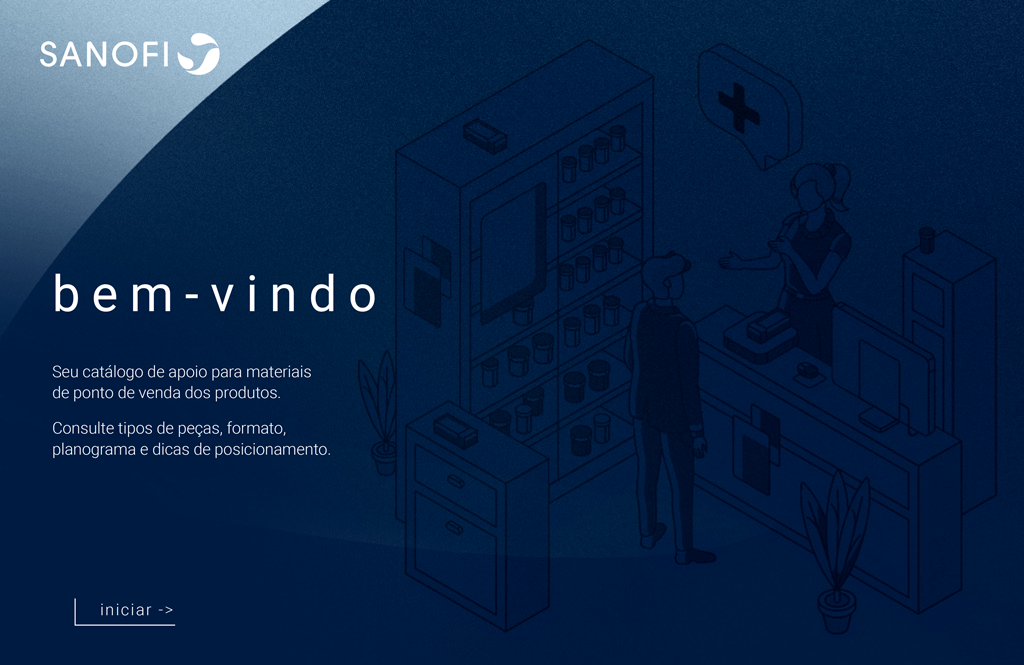 SANOFI
bem-vindo
Seu catálogo de apoio para materiais
de ponto de venda dos produtos.
Consulte tipos de peças, formato,
planograma e dicas de posicionamento.
iniciar ->